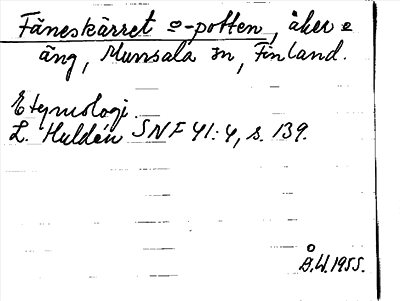 Fäneskärret o -potten, åker o
äng, Munsala sn, Finland.
Etymologi
L. Huldén SNF 41:4, s. 139.
Å.W. 1955.